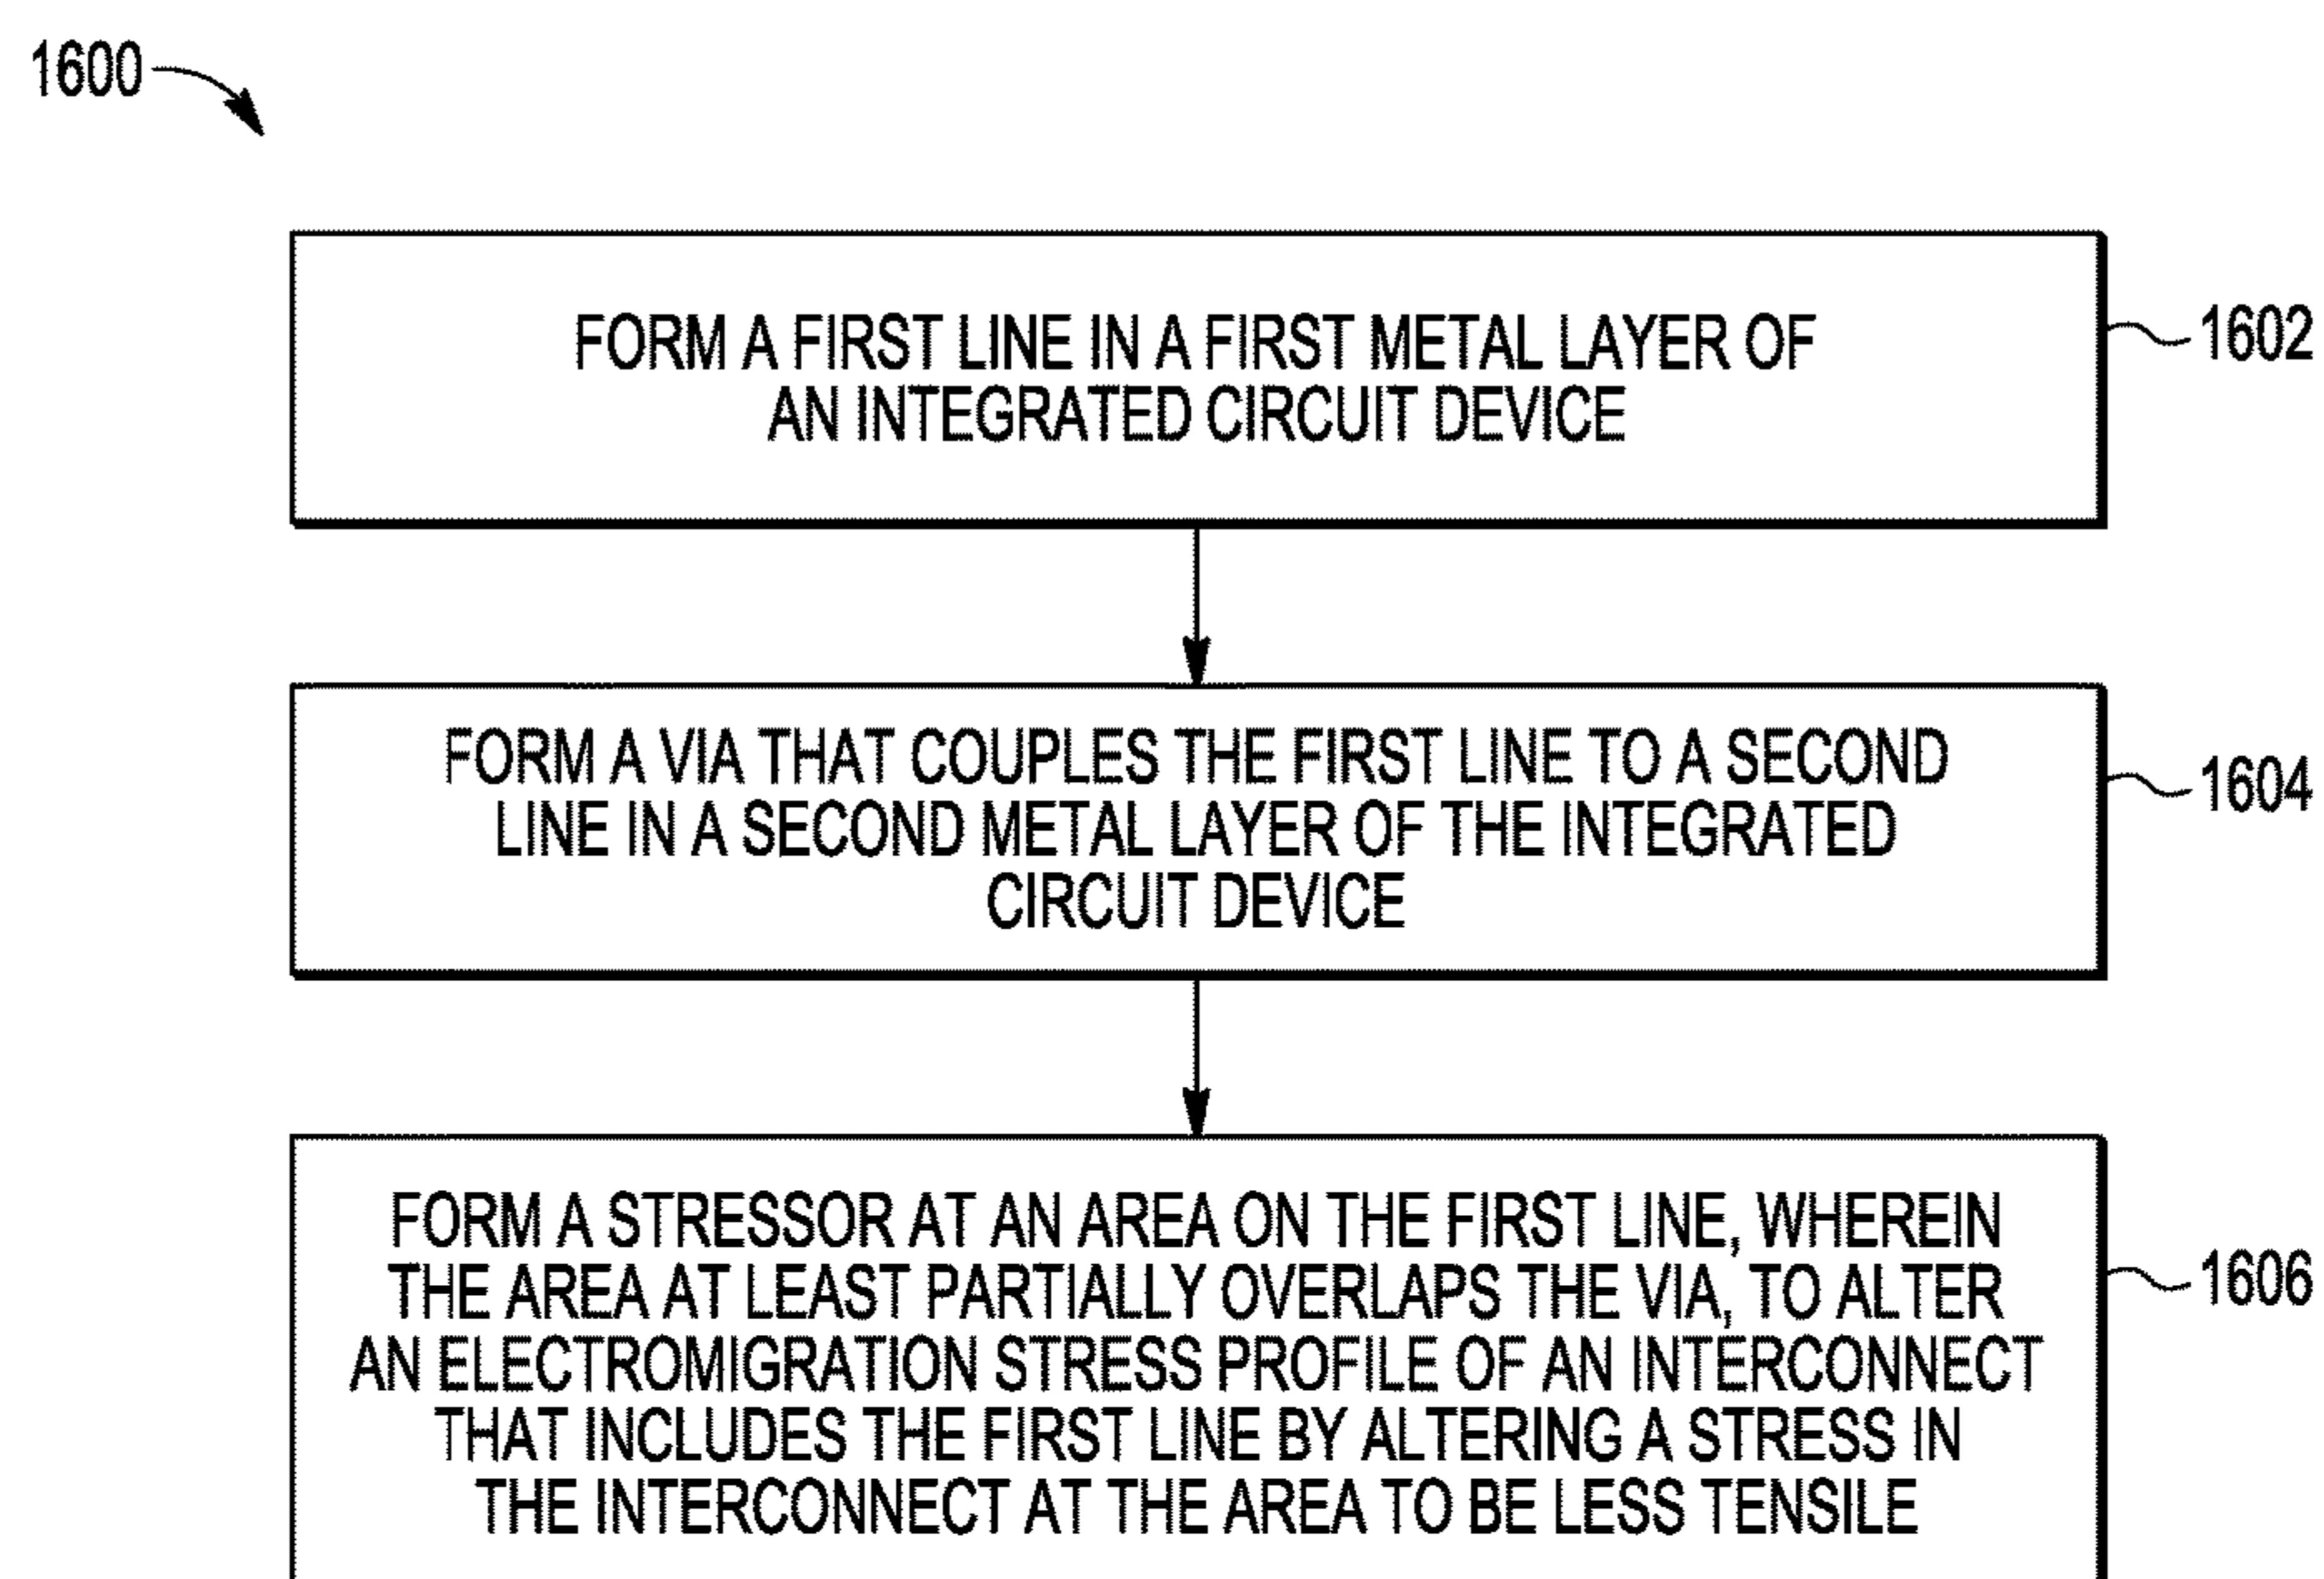 1600
FORM A FIRST LINE IN A FIRST METAL LAYER OF
AN INTEGRATED CIRCUIT DEVICE
1602
FORM A VIA THAT COUPLES THE FIRST LINE TO A SECOND
LINE IN A SECOND METAL LAYER OF THE INTEGRATED
CIRCUIT DEVICE
1604
FORM A STRESSOR AT AN AREA ON THE FIRST LINE, WHEREIN
THE AREA AT LEAST PARTIALLY OVERLAPS THE VIA, TO ALTER
AN ELECTROMIGRATION STRESS PROFILE OF AN INTERCONNECT
THAT INCLUDES THE FIRST LINE BY ALTERING A STRESS IN
THE INTERCONNECT AT THE AREA TO BE LESS TENSILE
1606